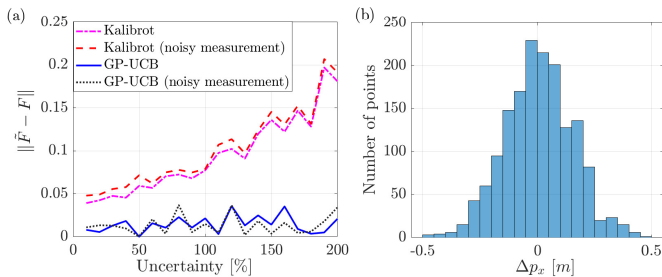 (a)
0.25
0.2
0.15
0.1
0.05
0
‖F̃ − F‖
Kalibrot
Kalibrot (noisy measurement)
GP-UCB
GP-UCB (noisy measurement)
0 50 100 150 200
Uncertainty [%]
(b)
250
200
150
100
50
0
Number of points
-0.5 0 0.5
Δpₓ [m]